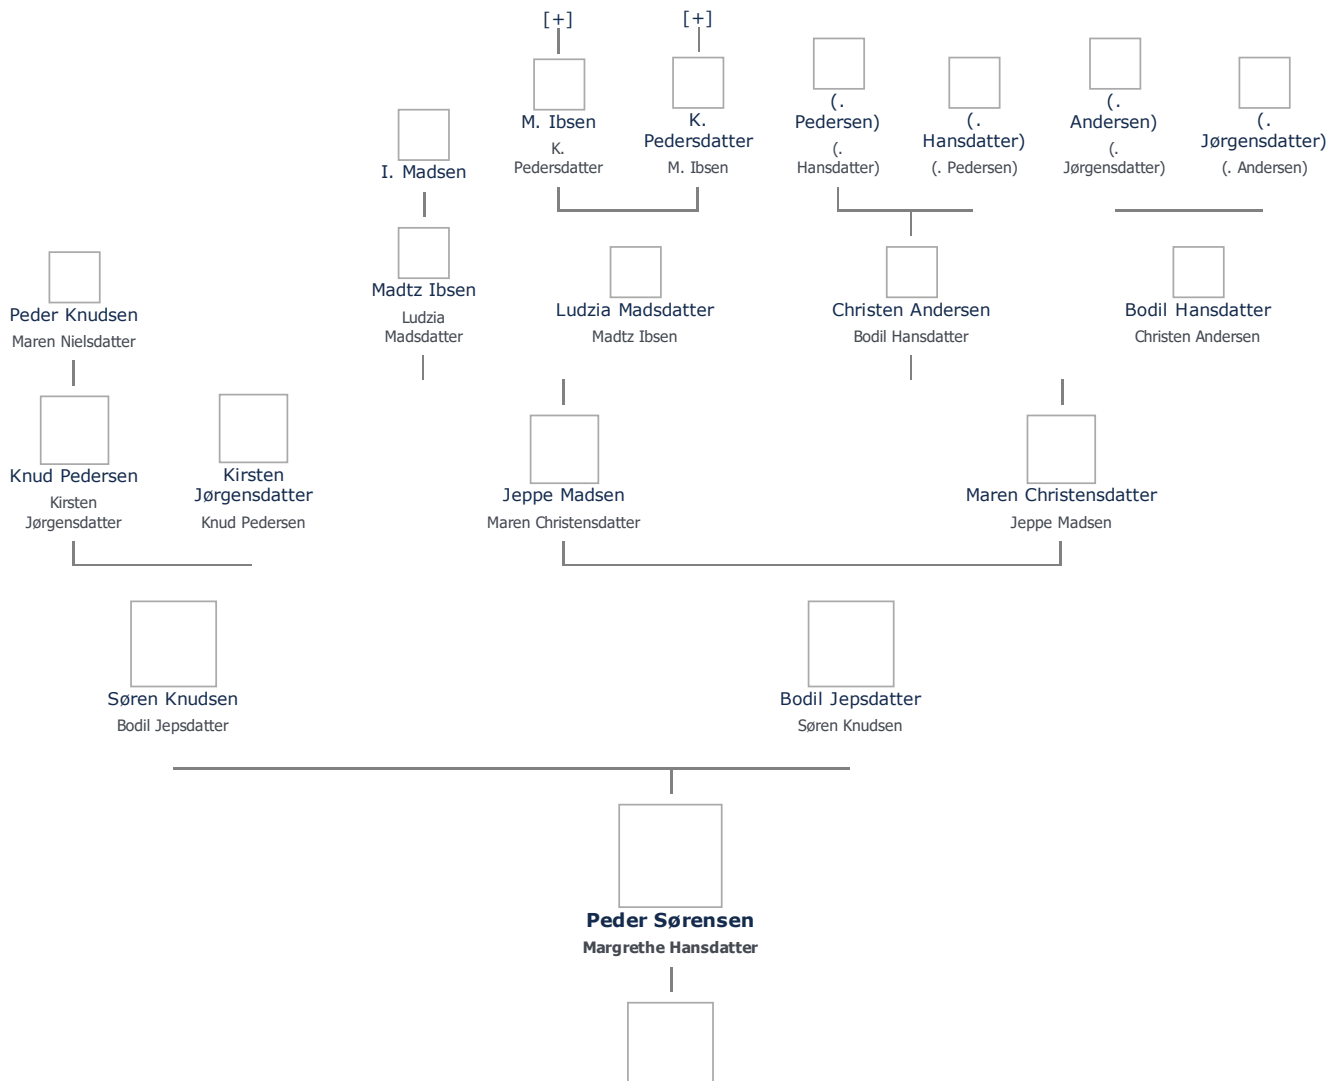 [+]
[+]
M. Ibsen
K.
Pedersdatter
K.
Pedersdatter
M. Ibsen
(.
Pedersen)
(.
Hansdatter)
(.
Hansdatter)
(. Pedersen)
(.
Andersen)
(.
Jørgensdatter)
(.
Jørgensdatter)
(. Andersen)
I. Madsen
Peder Knudsen
Maren Nielsdatter
Madtz Ibsen
Ludzia
Madsdatter
Ludzia Madsdatter
Madtz Ibsen
Christen Andersen
Bodil Hansdatter
Bodil Hansdatter
Christen Andersen
Knud Pedersen
Kirsten
Jørgensdatter
Kirsten
Jørgensdatter
Knud Pedersen
Jeppe Madsen
Maren Christensdatter
Maren Christensdatter
Jeppe Madsen
Søren Knudsen
Bodil Jepsdatter
Bodil Jepsdatter
Søren Knudsen
Peder Sørensen
Margrethe Hansdatter